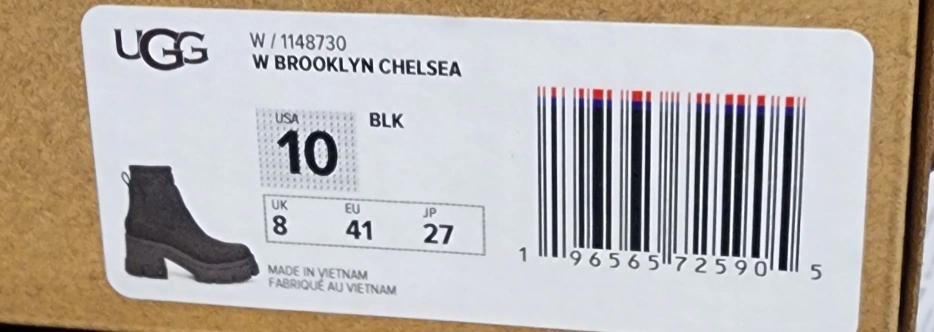 UGG
W / 1148730
W BROOKLYN CHELSEA
USA
10
BLK
UK EU JP
8 41 27
MADE IN VIETNAM
FABRIQUÉ AU VIETNAM
1 96565 72590 5